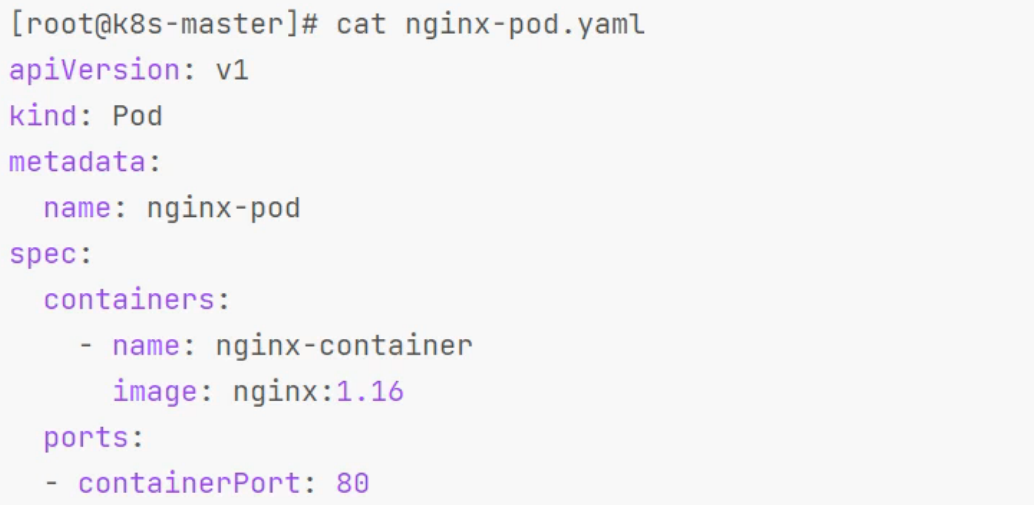 [root@k8s-master]# cat nginx-pod.yaml
apiVersion: v1
kind: Pod
metadata:
  name: nginx-pod
spec:
  containers:
    - name: nginx-container
      image: nginx:1.16
  ports:
  - containerPort: 80